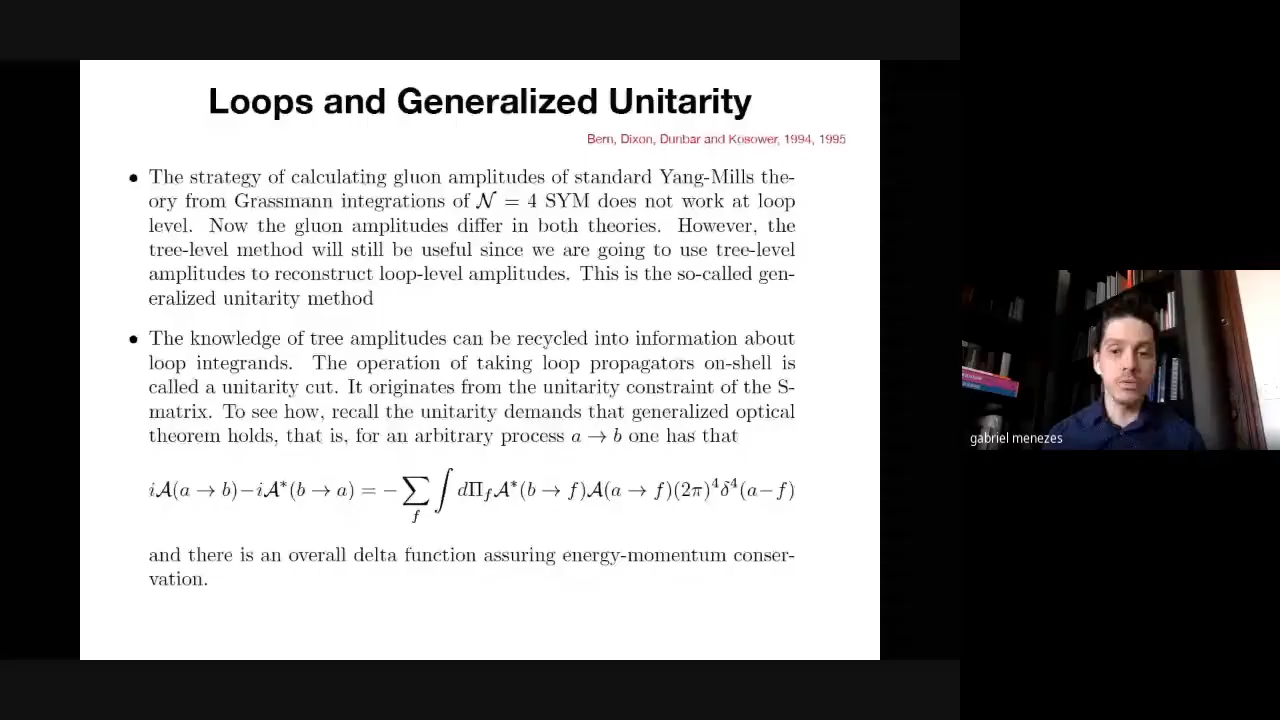 Loops and Generalized Unitarity
Bern, Dixon, Dunbar and Kosower, 1994, 1995
• The strategy of calculating gluon amplitudes of standard Yang-Mills the-
ory from Grassmann integrations of 𝒩 = 4 SYM does not work at loop
level. Now the gluon amplitudes differ in both theories. However, the
tree-level method will still be useful since we are going to use tree-level
amplitudes to reconstruct loop-level amplitudes. This is the so-called gen-
eralized unitarity method
• The knowledge of tree amplitudes can be recycled into information about
loop integrands. The operation of taking loop propagators on-shell is
called a unitarity cut. It originates from the unitarity constraint of the S-
matrix. To see how, recall the unitarity demands that generalized optical
theorem holds, that is, for an arbitrary process a → b one has that
i𝒜(a → b)−i𝒜*(b → a) = −∑_f ∫ dΠ_f 𝒜*(b → f)𝒜(a → f)(2π)⁴δ⁴(a−f)
and there is an overall delta function assuring energy-momentum conser-
vation.
gabriel menezes